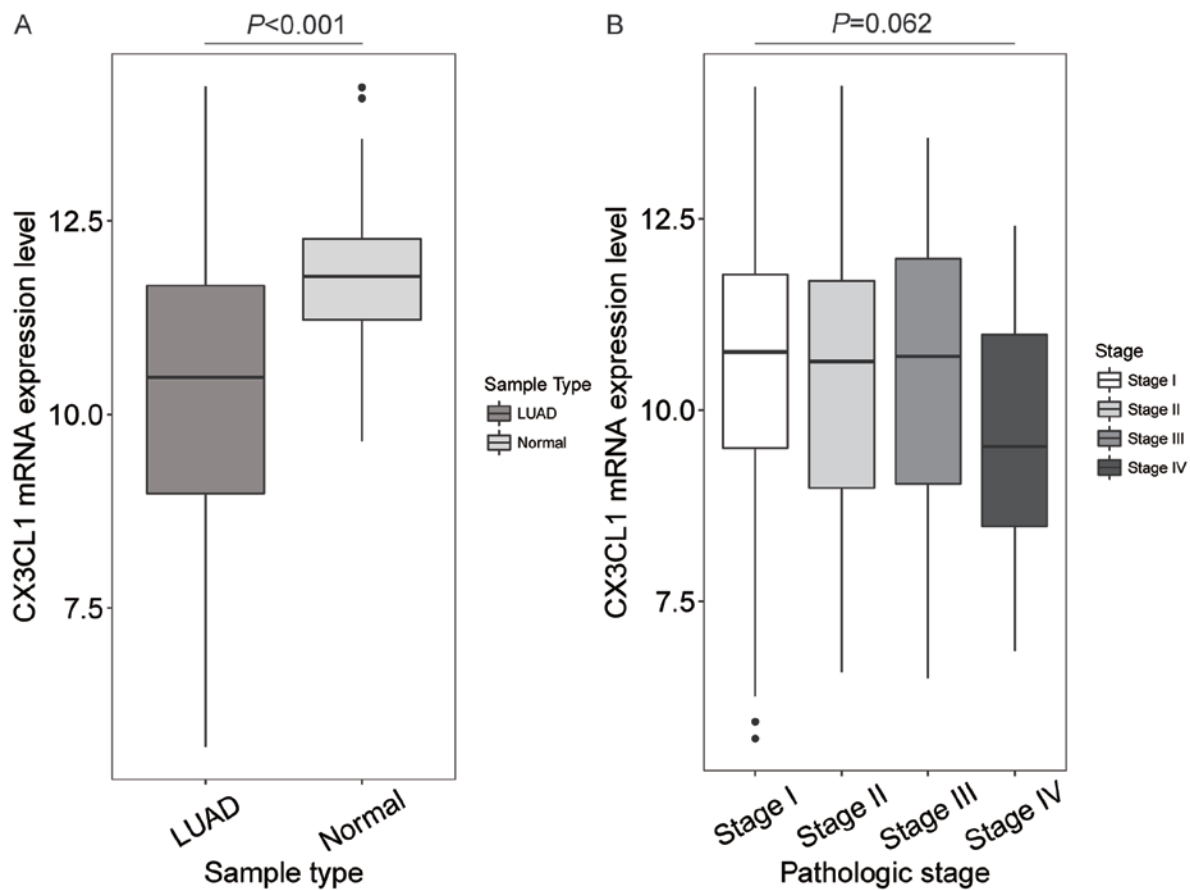 A
P<0.001
CX3CL1 mRNA expression level
12.5
10.0
7.5
LUAD
Normal
Sample type
Sample Type
LUAD
Normal
B
P=0.062
CX3CL1 mRNA expression level
12.5
10.0
7.5
Stage I
Stage II
Stage III
Stage IV
Pathologic stage
Stage
Stage I
Stage II
Stage III
Stage IV